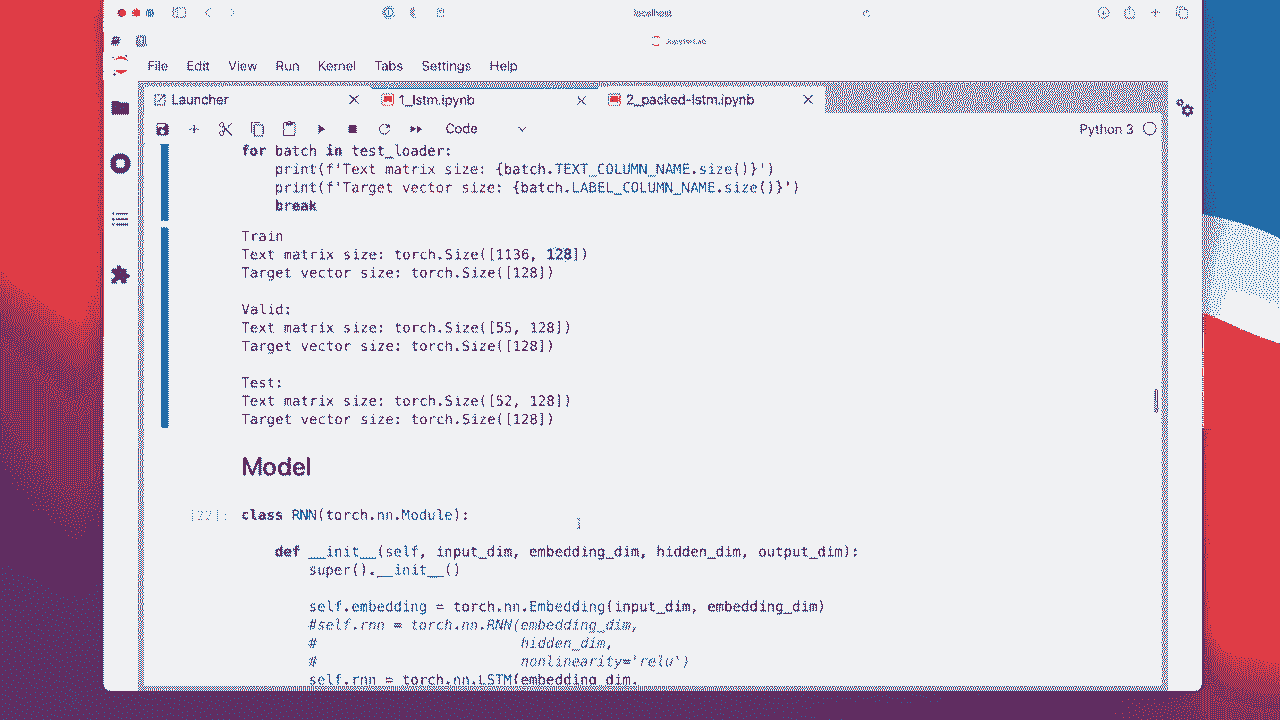 localhost
JupyterLab
File Edit View Run Kernel Tabs Settings Help
Launcher 1_lstm.ipynb 2_packed-lstm.ipynb
Code Python 3
for batch in test_loader:
print(f'Text matrix size: {batch.TEXT_COLUMN_NAME.size()}')
print(f'Target vector size: {batch.LABEL_COLUMN_NAME.size()}')
break
Train
Text matrix size: torch.Size([1136, 128])
Target vector size: torch.Size([128])
Valid:
Text matrix size: torch.Size([55, 128])
Target vector size: torch.Size([128])
Test:
Text matrix size: torch.Size([52, 128])
Target vector size: torch.Size([128])
Model
class RNN(torch.nn.Module):
def __init__(self, input_dim, embedding_dim, hidden_dim, output_dim):
super().__init__()
self.embedding = torch.nn.Embedding(input_dim, embedding_dim)
#self.rnn = torch.nn.RNN(embedding_dim,
# hidden_dim,
# nonlinearity='relu')
self.rnn = torch.nn.LSTM(embedding_dim,